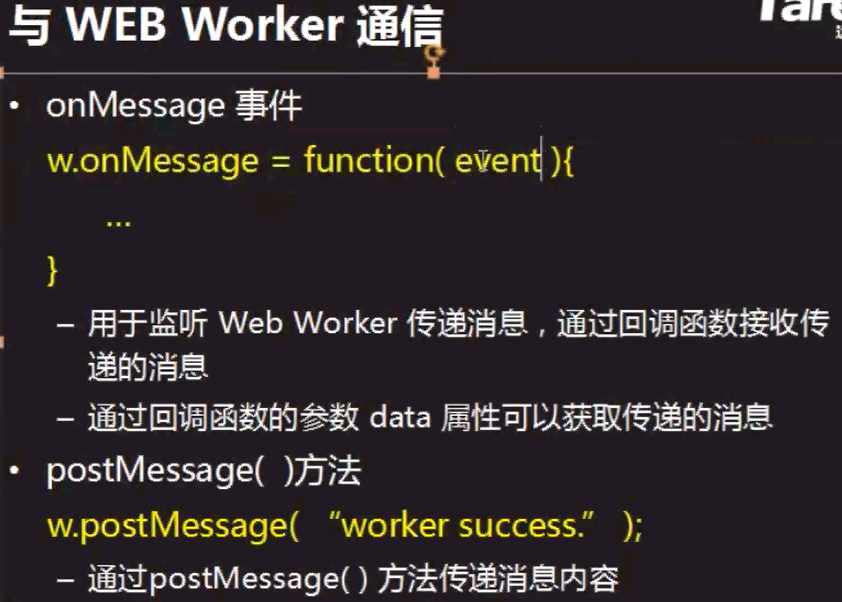 与 WEB Worker 通信
• onMessage 事件
w.onMessage = function( event ){
...
}
– 用于监听 Web Worker 传递消息，通过回调函数接收传
递的消息
– 通过回调函数的参数 data 属性可以获取传递的消息
• postMessage( )方法
w.postMessage( “worker success.” );
– 通过postMessage( ) 方法传递消息内容